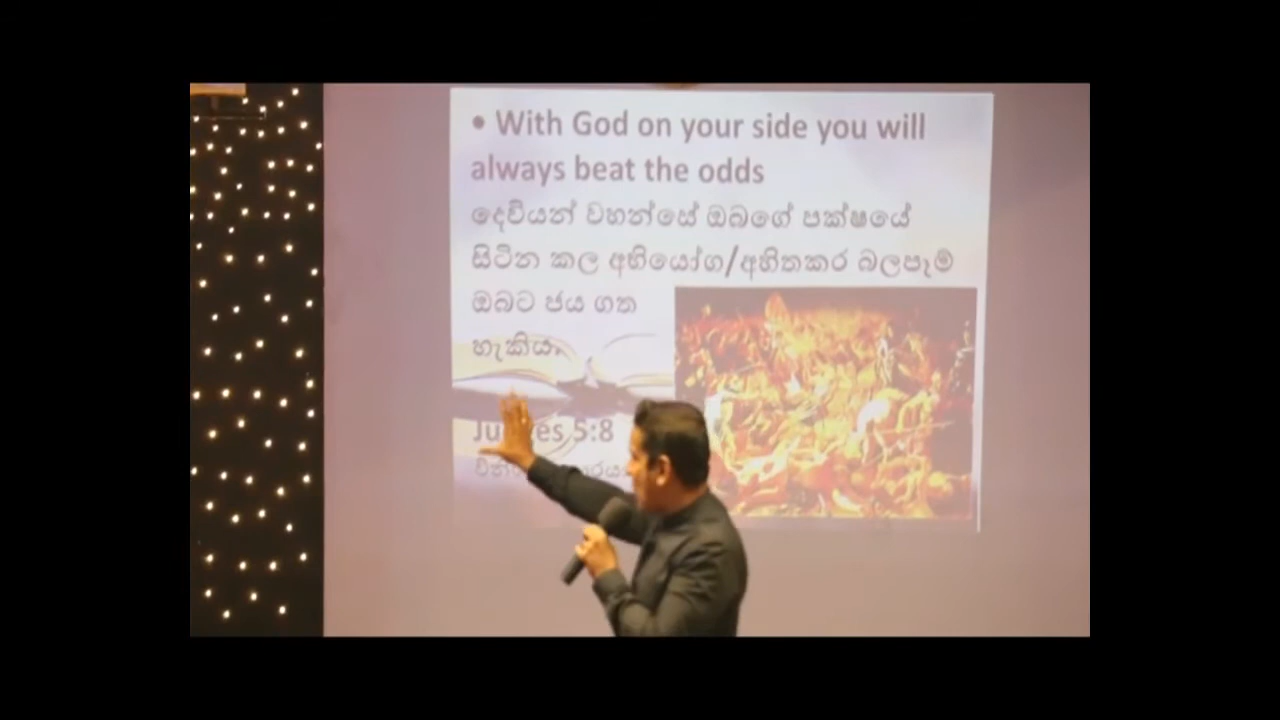 • With God on your side you will
always beat the odds
දෙවියන් වහන්සේ ඔබගේ පක්ෂයේ
සිටින කල අභියෝග/අහිතකර බලපෑම්
ඔබට ජය ගත
හැකිය.
5:8